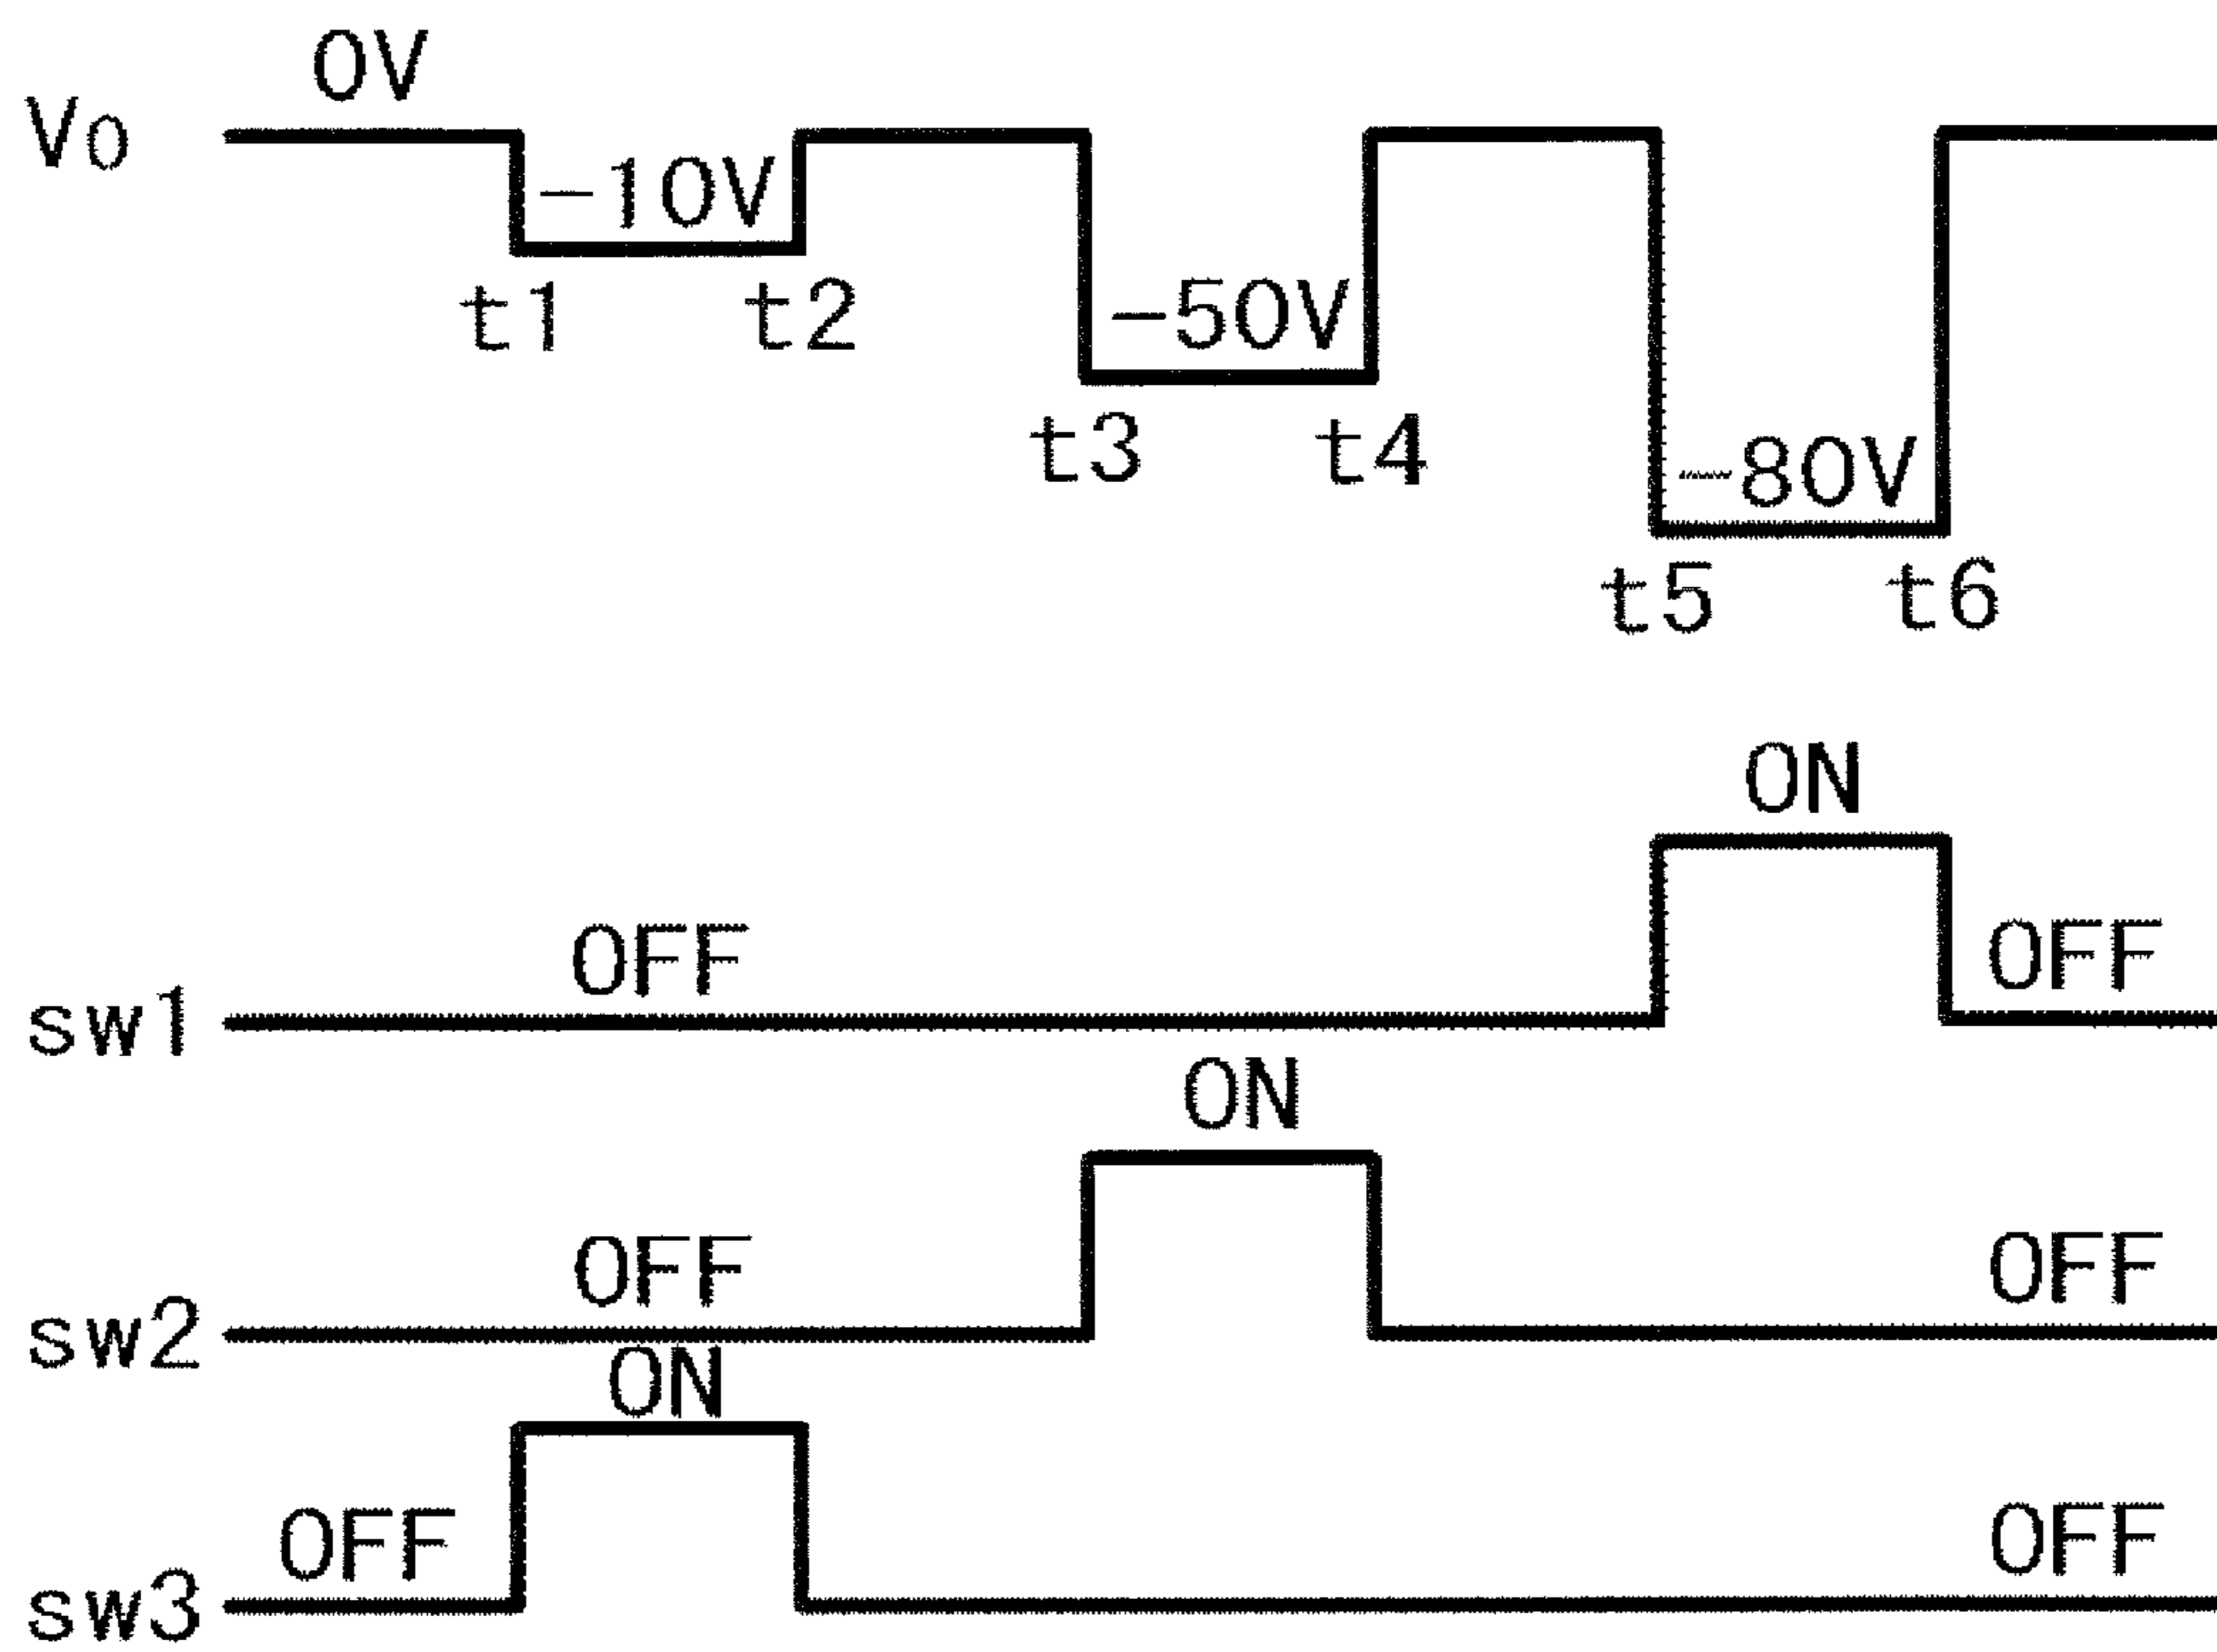 0V
Vo
-10V
t1 t2
-50V
t3 t4
-80V
t5 t6
ON
OFF OFF
sw1
ON
OFF OFF
sw2
ON
OFF OFF
sw3